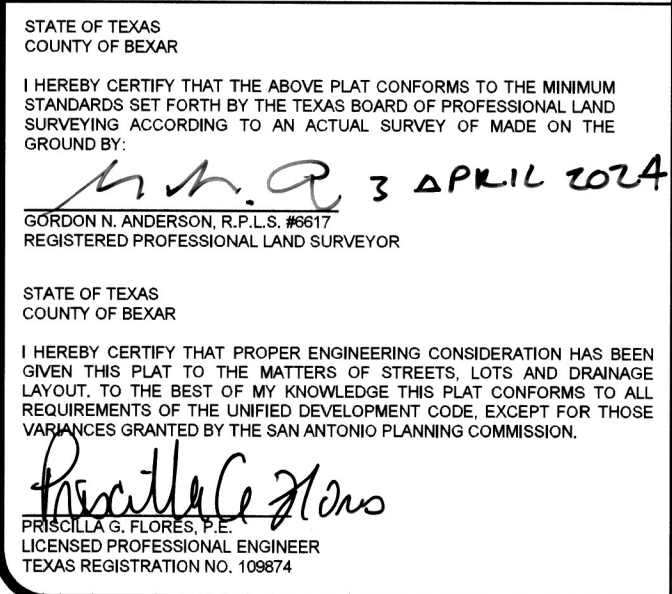 STATE OF TEXAS
COUNTY OF BEXAR
I HEREBY CERTIFY THAT THE ABOVE PLAT CONFORMS TO THE MINIMUM
STANDARDS SET FORTH BY THE TEXAS BOARD OF PROFESSIONAL LAND
SURVEYING ACCORDING TO AN ACTUAL SURVEY OF MADE ON THE
GROUND BY:
3 APRIL 2024
GORDON N. ANDERSON, R.P.L.S. #6617
REGISTERED PROFESSIONAL LAND SURVEYOR
STATE OF TEXAS
COUNTY OF BEXAR
I HEREBY CERTIFY THAT PROPER ENGINEERING CONSIDERATION HAS BEEN
GIVEN THIS PLAT TO THE MATTERS OF STREETS, LOTS AND DRAINAGE
LAYOUT. TO THE BEST OF MY KNOWLEDGE THIS PLAT CONFORMS TO ALL
REQUIREMENTS OF THE UNIFIED DEVELOPMENT CODE, EXCEPT FOR THOSE
VARIANCES GRANTED BY THE SAN ANTONIO PLANNING COMMISSION.
Priscilla G Flores
PRISCILLA G. FLORES, P.E.
LICENSED PROFESSIONAL ENGINEER
TEXAS REGISTRATION NO. 109874